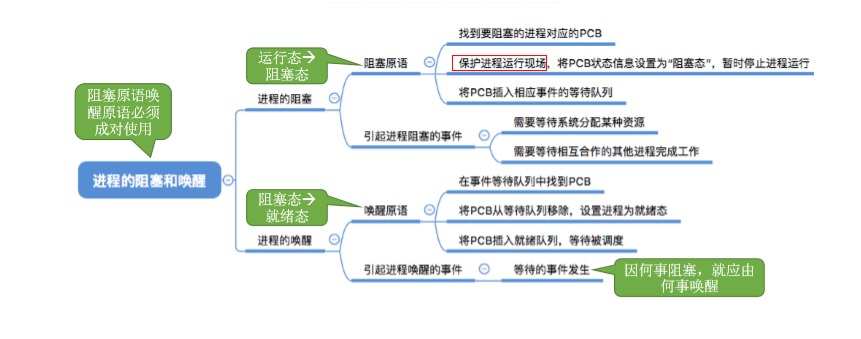 找到要阻塞的进程对应的PCB
运行态→
阻塞态
阻塞原语
保护进程运行现场，将PCB状态信息设置为“阻塞态”，暂时停止进程运行
将PCB插入相应事件的等待队列
进程的阻塞
阻塞原语唤
醒原语必须
成对使用
引起进程阻塞的事件
需要等待系统分配某种资源
需要等待相互合作的其他进程完成工作
进程的阻塞和唤醒
阻塞态→
就绪态
在事件等待队列中找到PCB
唤醒原语
将PCB从等待队列移除，设置进程为就绪态
将PCB插入就绪队列，等待被调度
进程的唤醒
引起进程唤醒的事件
等待的事件发生
因何事阻塞，就应由
何事唤醒